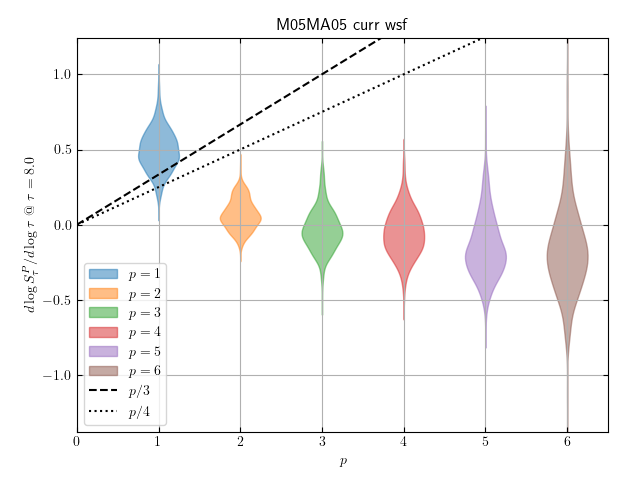 M05MA05 curr wsf
d log S_τ^p / d log τ @ τ = 8.0
1.0
0.5
0.0
−0.5
−1.0
p = 1
p = 2
p = 3
p = 4
p = 5
p = 6
p/3
p/4
0 1 2 3 4 5 6
p